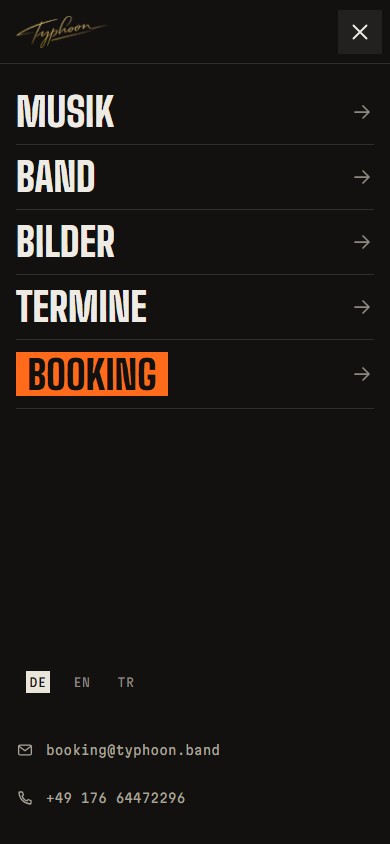 Typhoon
MUSIK
BAND
BILDER
TERMINE
BOOKING
DE EN TR
booking@typhoon.band
+49 176 64472296